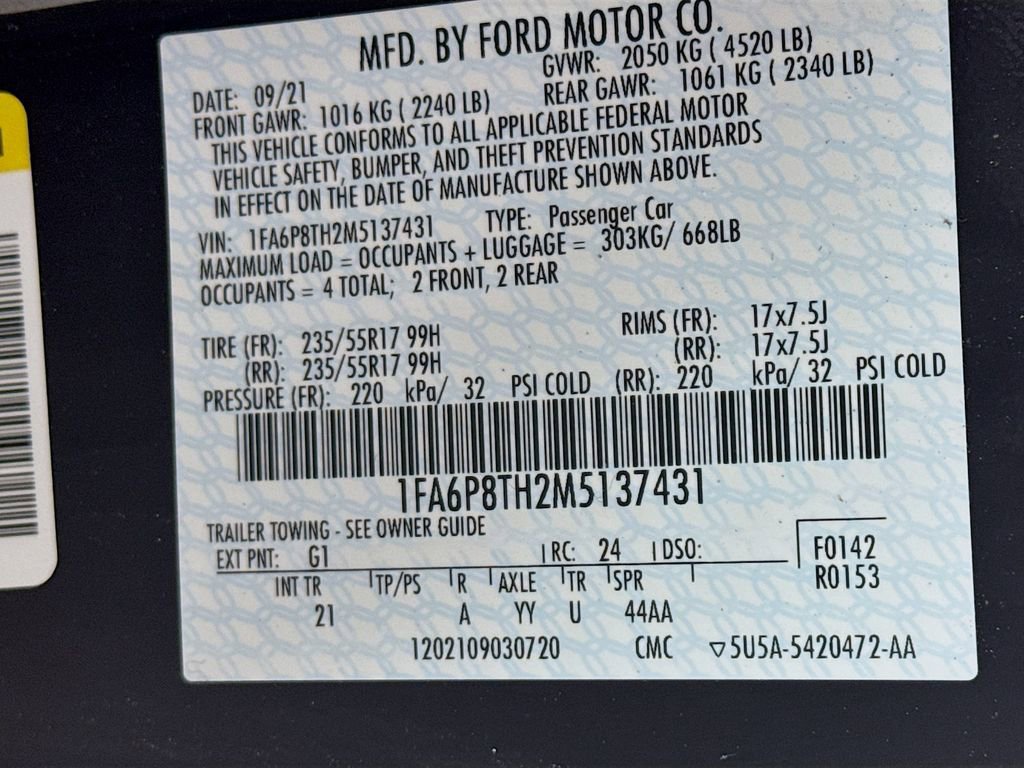 MFD. BY FORD MOTOR CO.
DATE: 09/21 GVWR: 2050 KG ( 4520 LB)
FRONT GAWR: 1016 KG ( 2240 LB) REAR GAWR: 1061 KG ( 2340 LB)
THIS VEHICLE CONFORMS TO ALL APPLICABLE FEDERAL MOTOR
VEHICLE SAFETY, BUMPER, AND THEFT PREVENTION STANDARDS
IN EFFECT ON THE DATE OF MANUFACTURE SHOWN ABOVE.
VIN: 1FA6P8TH2M5137431 TYPE: Passenger Car
MAXIMUM LOAD = OCCUPANTS + LUGGAGE = 303KG/ 668LB
OCCUPANTS = 4 TOTAL; 2 FRONT, 2 REAR
TIRE (FR): 235/55R17 99H RIMS (FR): 17x7.5J
(RR): 235/55R17 99H (RR): 17x7.5J
PRESSURE (FR): 220 kPa/ 32 PSI COLD (RR): 220 kPa/ 32 PSI COLD
1FA6P8TH2M5137431
TRAILER TOWING - SEE OWNER GUIDE
EXT PNT: G1 RC: 24 DSO: F0142
R0153
INT TR TP/PS R AXLE TR SPR
21 A YY U 44AA
1202109030720 CMC ▽5U5A-5420472-AA